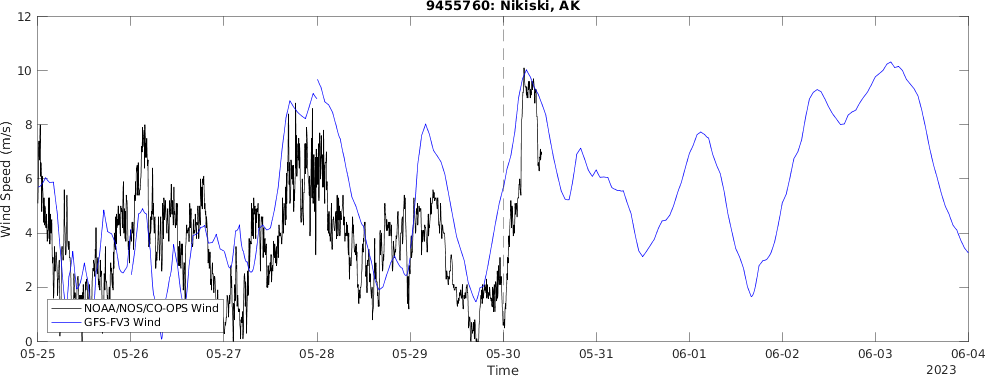 9455760: Nikiski, AK
12
10
8
6
4
2
0
Wind Speed (m/s)
NOAA/NOS/CO-OPS Wind
GFS-FV3 Wind
05-25 05-26 05-27 05-28 05-29 05-30 05-31 06-01 06-02 06-03 06-04
Time
2023